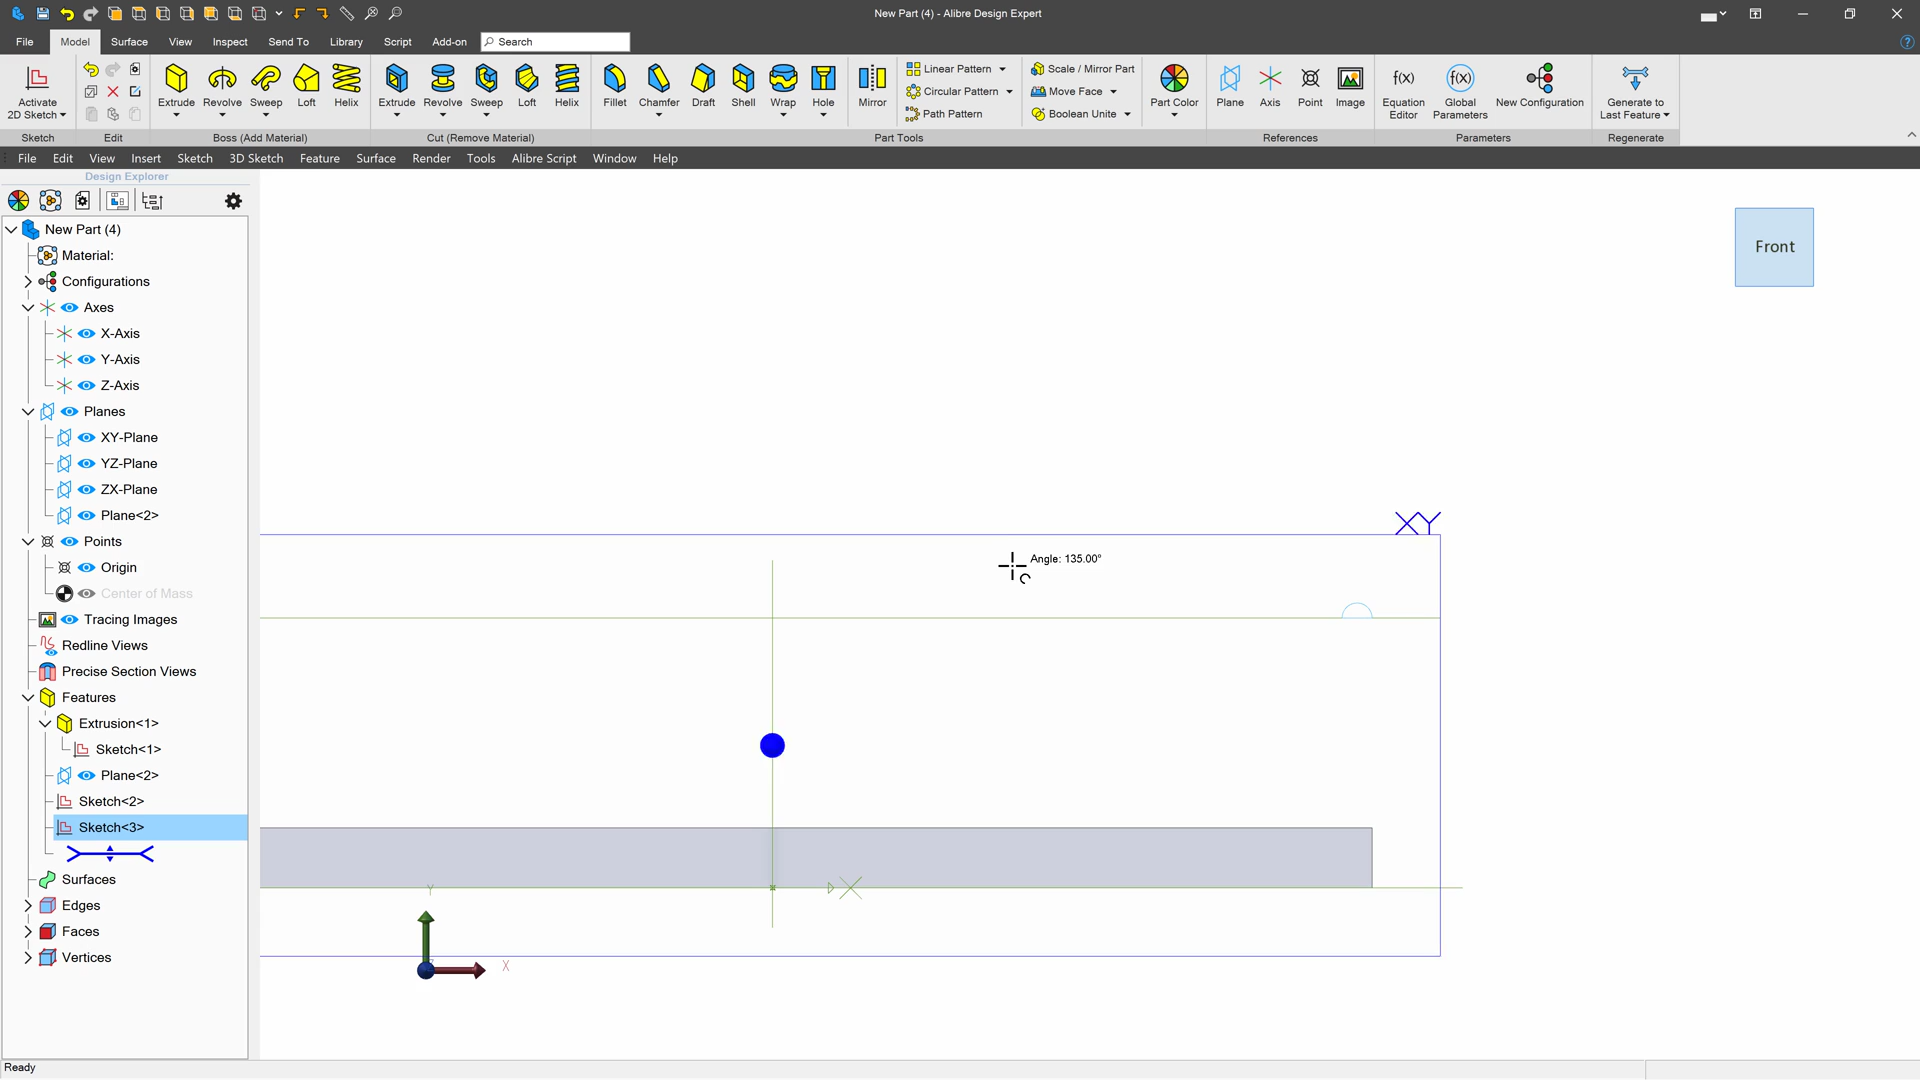 New Part (4) - Alibre Design Expert
File Model Surface View Inspect Send To Library Script Add-on Search
Activate 2D Sketch
Extrude Revolve Sweep Loft Helix
Extrude Revolve Sweep Loft Helix
Fillet Chamfer Draft Shell Wrap Hole Mirror
Linear Pattern
Circular Pattern
Path Pattern
Scale / Mirror Part
Move Face
Boolean Unite
Part Color
Plane Axis Point Image
Equation Editor
Global Parameters
New Configuration
Generate to Last Feature
f(x) f(x)
Sketch Edit Boss (Add Material) Cut (Remove Material) Part Tools References Parameters Regenerate
File Edit View Insert Sketch 3D Sketch Feature Surface Render Tools Alibre Script Window Help
Design Explorer
New Part (4)
Material:
Configurations
Axes
X-Axis
Y-Axis
Z-Axis
Planes
XY-Plane
YZ-Plane
ZX-Plane
Plane<2>
Points
Origin
Center of Mass
Tracing Images
Redline Views
Precise Section Views
Features
Extrusion<1>
Sketch<1>
Plane<2>
Sketch<2>
Sketch<3>
Surfaces
Edges
Faces
Vertices
Front
XY
Angle: 135.00°
X
Y
X
Ready